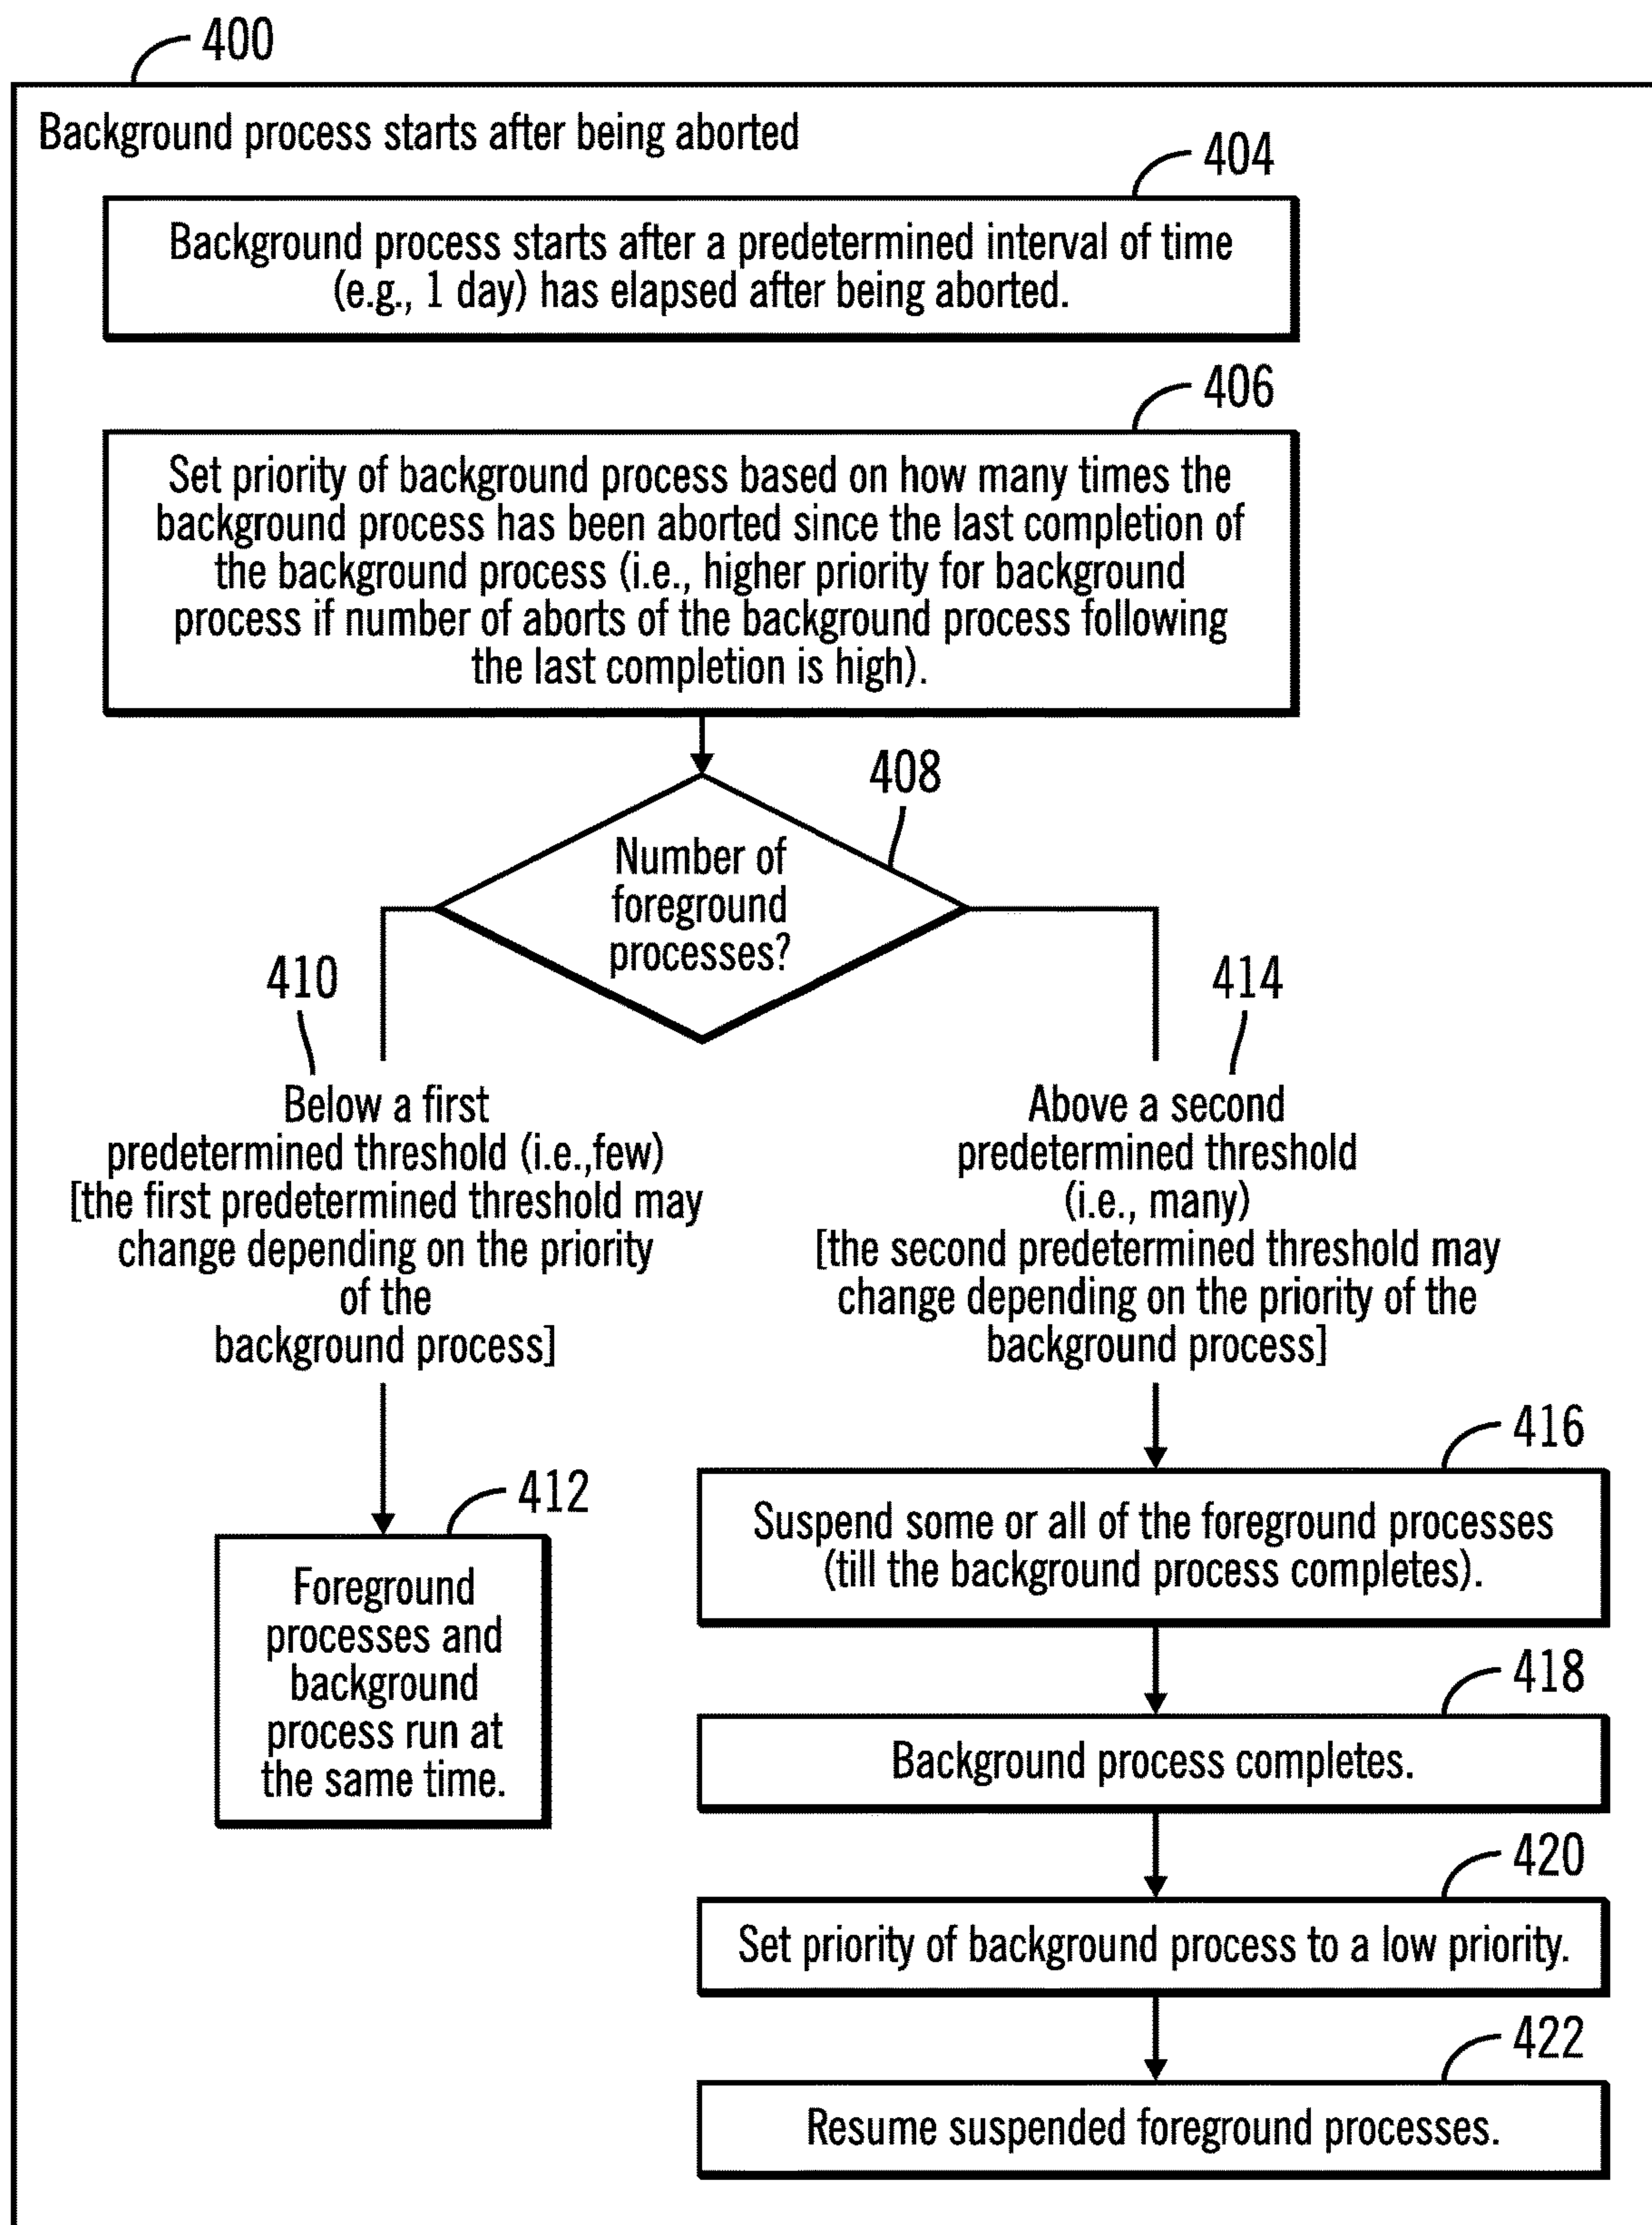 400
Background process starts after being aborted
404
Background process starts after a predetermined interval of time
(e.g., 1 day) has elapsed after being aborted.
406
Set priority of background process based on how many times the
background process has been aborted since the last completion of
the background process (i.e., higher priority for background
process if number of aborts of the background process following
the last completion is high).
408
Number of
foreground
processes?
410
Below a first
predetermined threshold (i.e.,few)
[the first predetermined threshold may
change depending on the priority
of the
background process]
414
Above a second
predetermined threshold
(i.e., many)
[the second predetermined threshold may
change depending on the priority of the
background process]
412
Foreground
processes and
background
process run at
the same time.
416
Suspend some or all of the foreground processes
(till the background process completes).
418
Background process completes.
420
Set priority of background process to a low priority.
422
Resume suspended foreground processes.